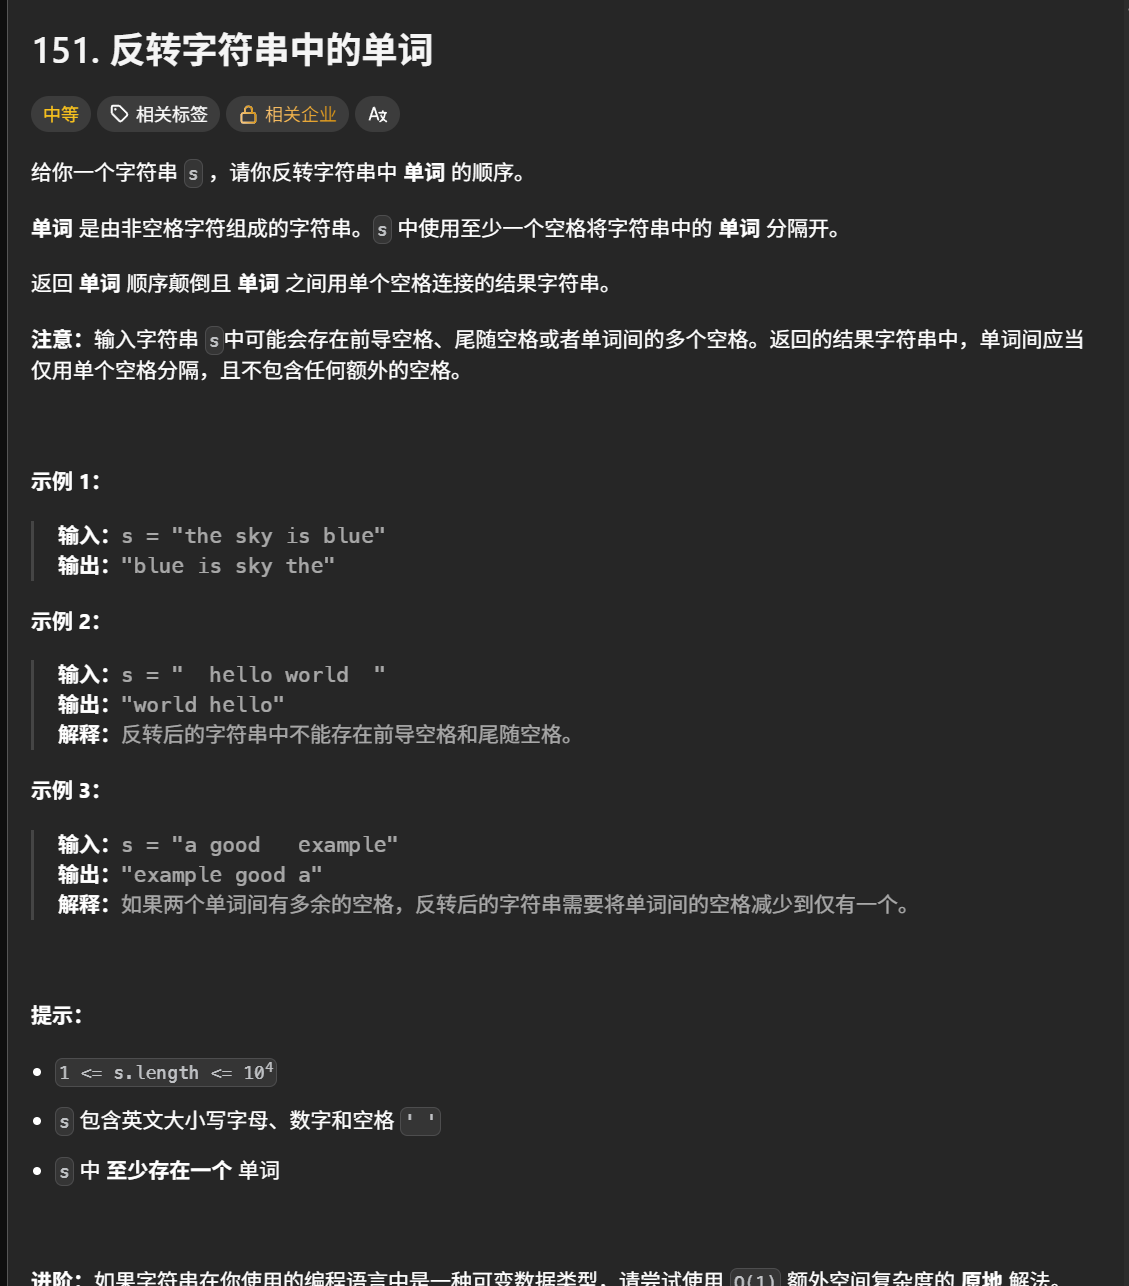 151. 反转字符串中的单词
中等 相关标签 相关企业 A文
给你一个字符串 s ，请你反转字符串中 单词 的顺序。
单词 是由非空格字符组成的字符串。s 中使用至少一个空格将字符串中的 单词 分隔开。
返回 单词 顺序颠倒且 单词 之间用单个空格连接的结果字符串。
注意：输入字符串 s中可能会存在前导空格、尾随空格或者单词间的多个空格。返回的结果字符串中，单词间应当
仅用单个空格分隔，且不包含任何额外的空格。
示例 1：
输入：s = "the sky is blue"
输出："blue is sky the"
示例 2：
输入：s = "  hello world  "
输出："world hello"
解释：反转后的字符串中不能存在前导空格和尾随空格。
示例 3：
输入：s = "a good   example"
输出："example good a"
解释：如果两个单词间有多余的空格，反转后的字符串需要将单词间的空格减少到仅有一个。
提示：
• 1 <= s.length <= 10⁴
• s 包含英文大小写字母、数字和空格 ' '
• s 中 至少存在一个 单词
进阶：如果字符串在你使用的编程语言中是一种可变数据类型，请尝试使用 O(1) 额外空间复杂度的 原地 解法。